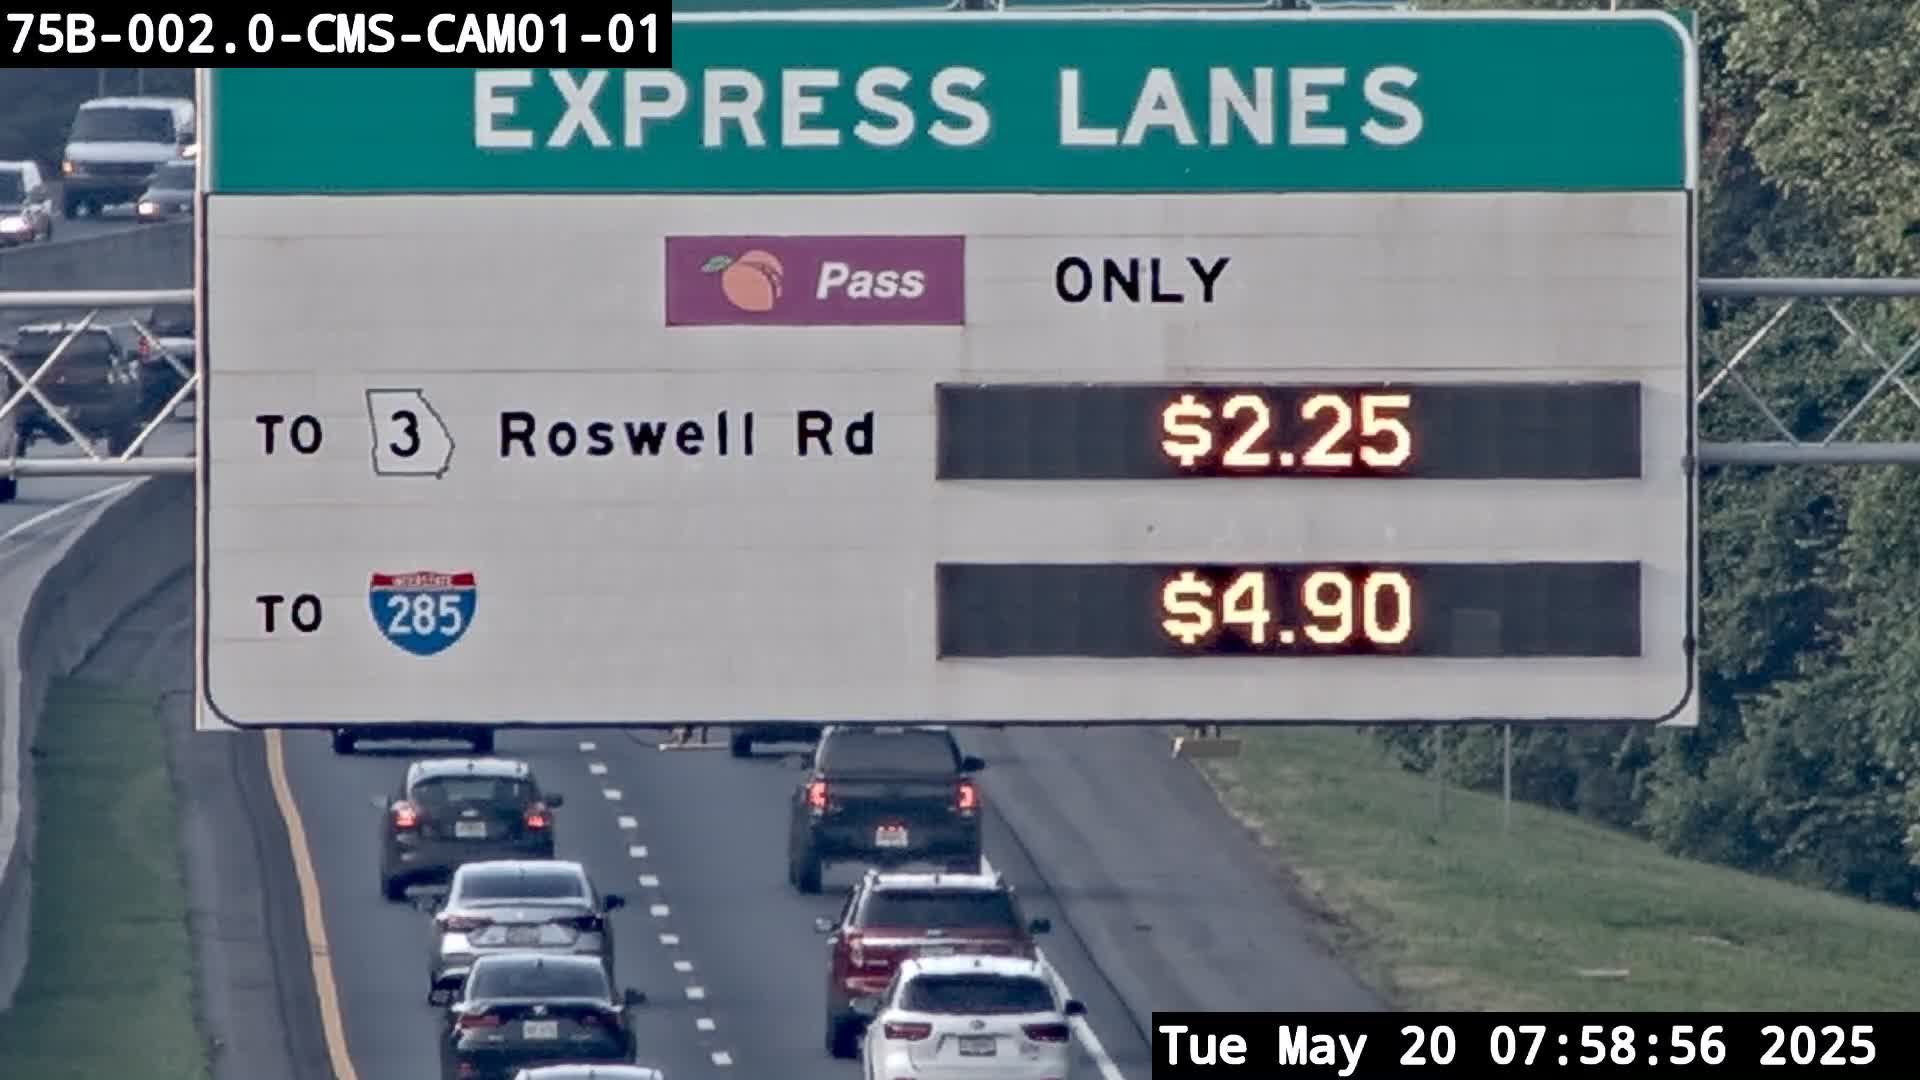 75B-002.0-CMS-CAM01-01
EXPRESS LANES
Pass ONLY
TO 3 Roswell Rd $2.25
INTERSTATE
TO 285 $4.90
Tue May 20 07:58:56 2025